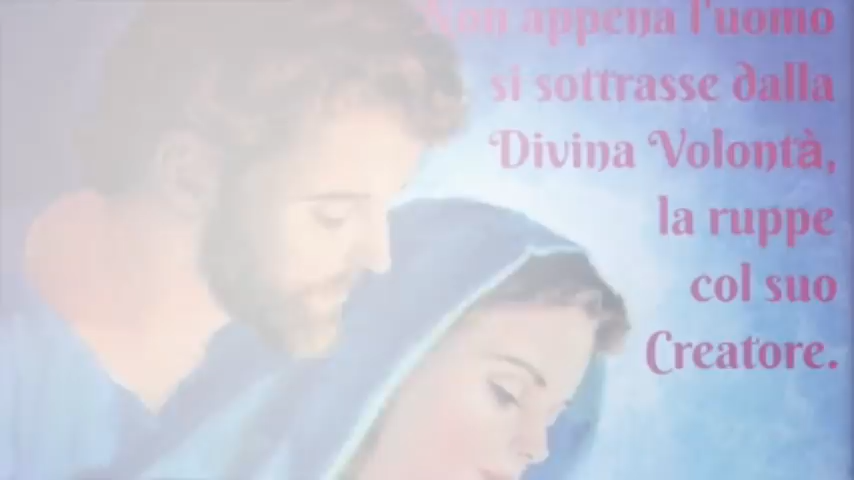 Non appena l'uomo
si sottrasse dalla
Divina Volontà,
la ruppe
col suo
Creatore.